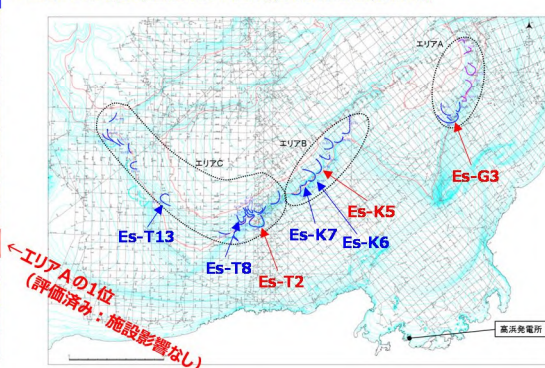 エリアA
エリアB
エリアC
Es-G3
Es-K5
Es-K7
Es-K6
Es-T13
Es-T8
Es-T2
←エリアAの1位
（評価済み：施設影響なし）
高浜発電所